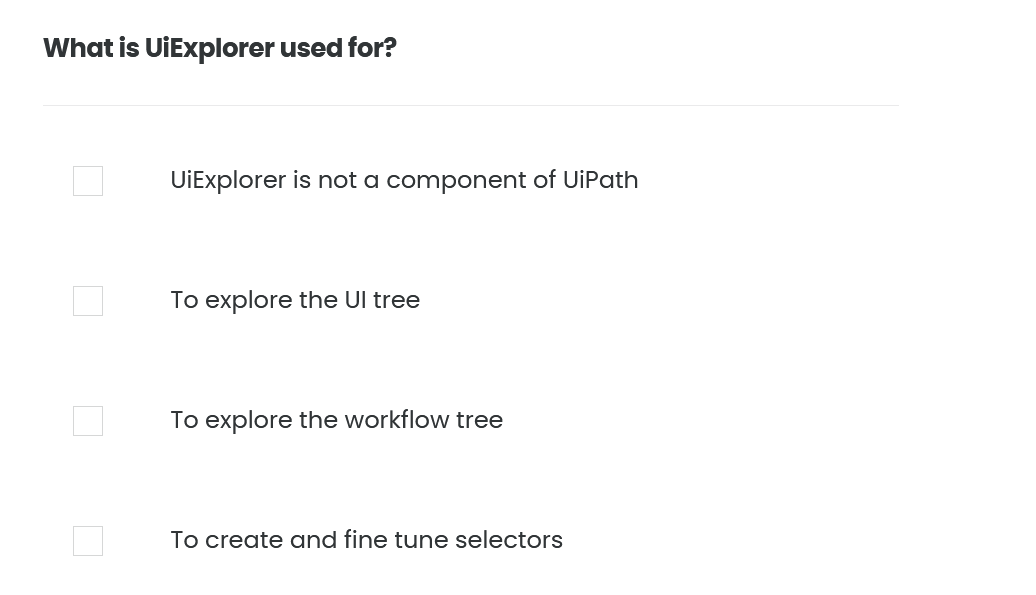 What is UiExplorer used for?
UiExplorer is not a component of UiPath
To explore the UI tree
To explore the workflow tree
To create and fine tune selectors